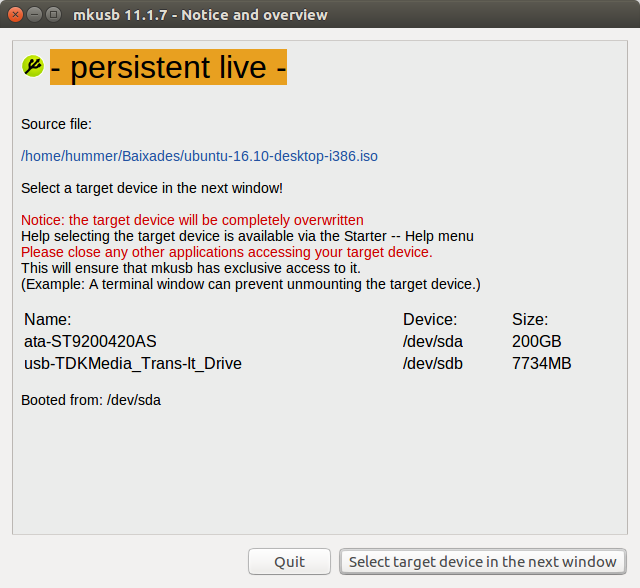 mkusb 11.1.7 - Notice and overview
- persistent live -
Source file:
/home/hummer/Baixades/ubuntu-16.10-desktop-i386.iso
Select a target device in the next window!
Notice: the target device will be completely overwritten
Help selecting the target device is available via the Starter -- Help menu
Please close any other applications accessing your target device.
This will ensure that mkusb has exclusive access to it.
(Example: A terminal window can prevent unmounting the target device.)
Name: Device: Size:
ata-ST9200420AS /dev/sda 200GB
usb-TDKMedia_Trans-It_Drive /dev/sdb 7734MB
Booted from: /dev/sda
Quit Select target device in the next window